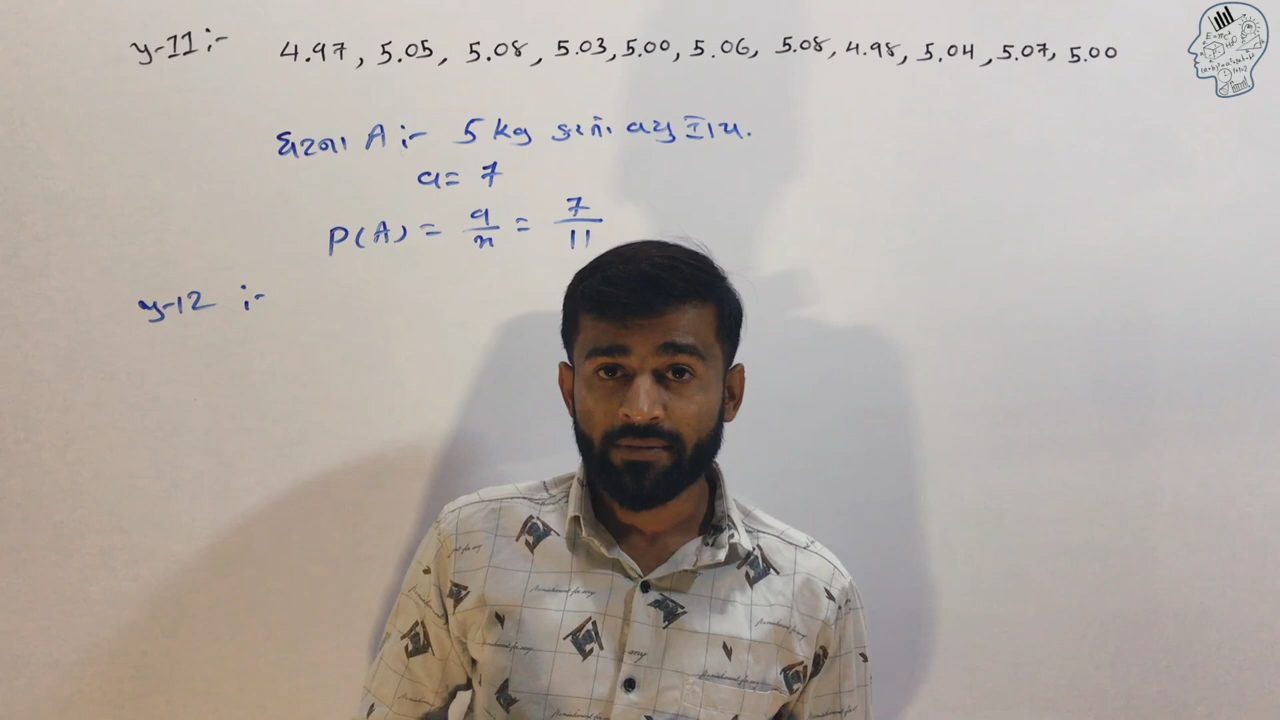 પ્ર-11 :- 4.97, 5.05, 5.08, 5.03, 5.00, 5.06, 5.08, 4.98, 5.04, 5.07, 5.00
ઘટના A :- 5 kg કરતાં વધુ હોય.
a = 7
P(A) = a/n = 7/11
પ્ર-12 :-